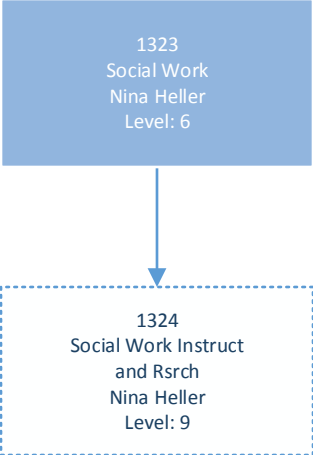 1323
Social Work
Nina Heller
Level: 6
1324
Social Work Instruct
and Rsrch
Nina Heller
Level: 9